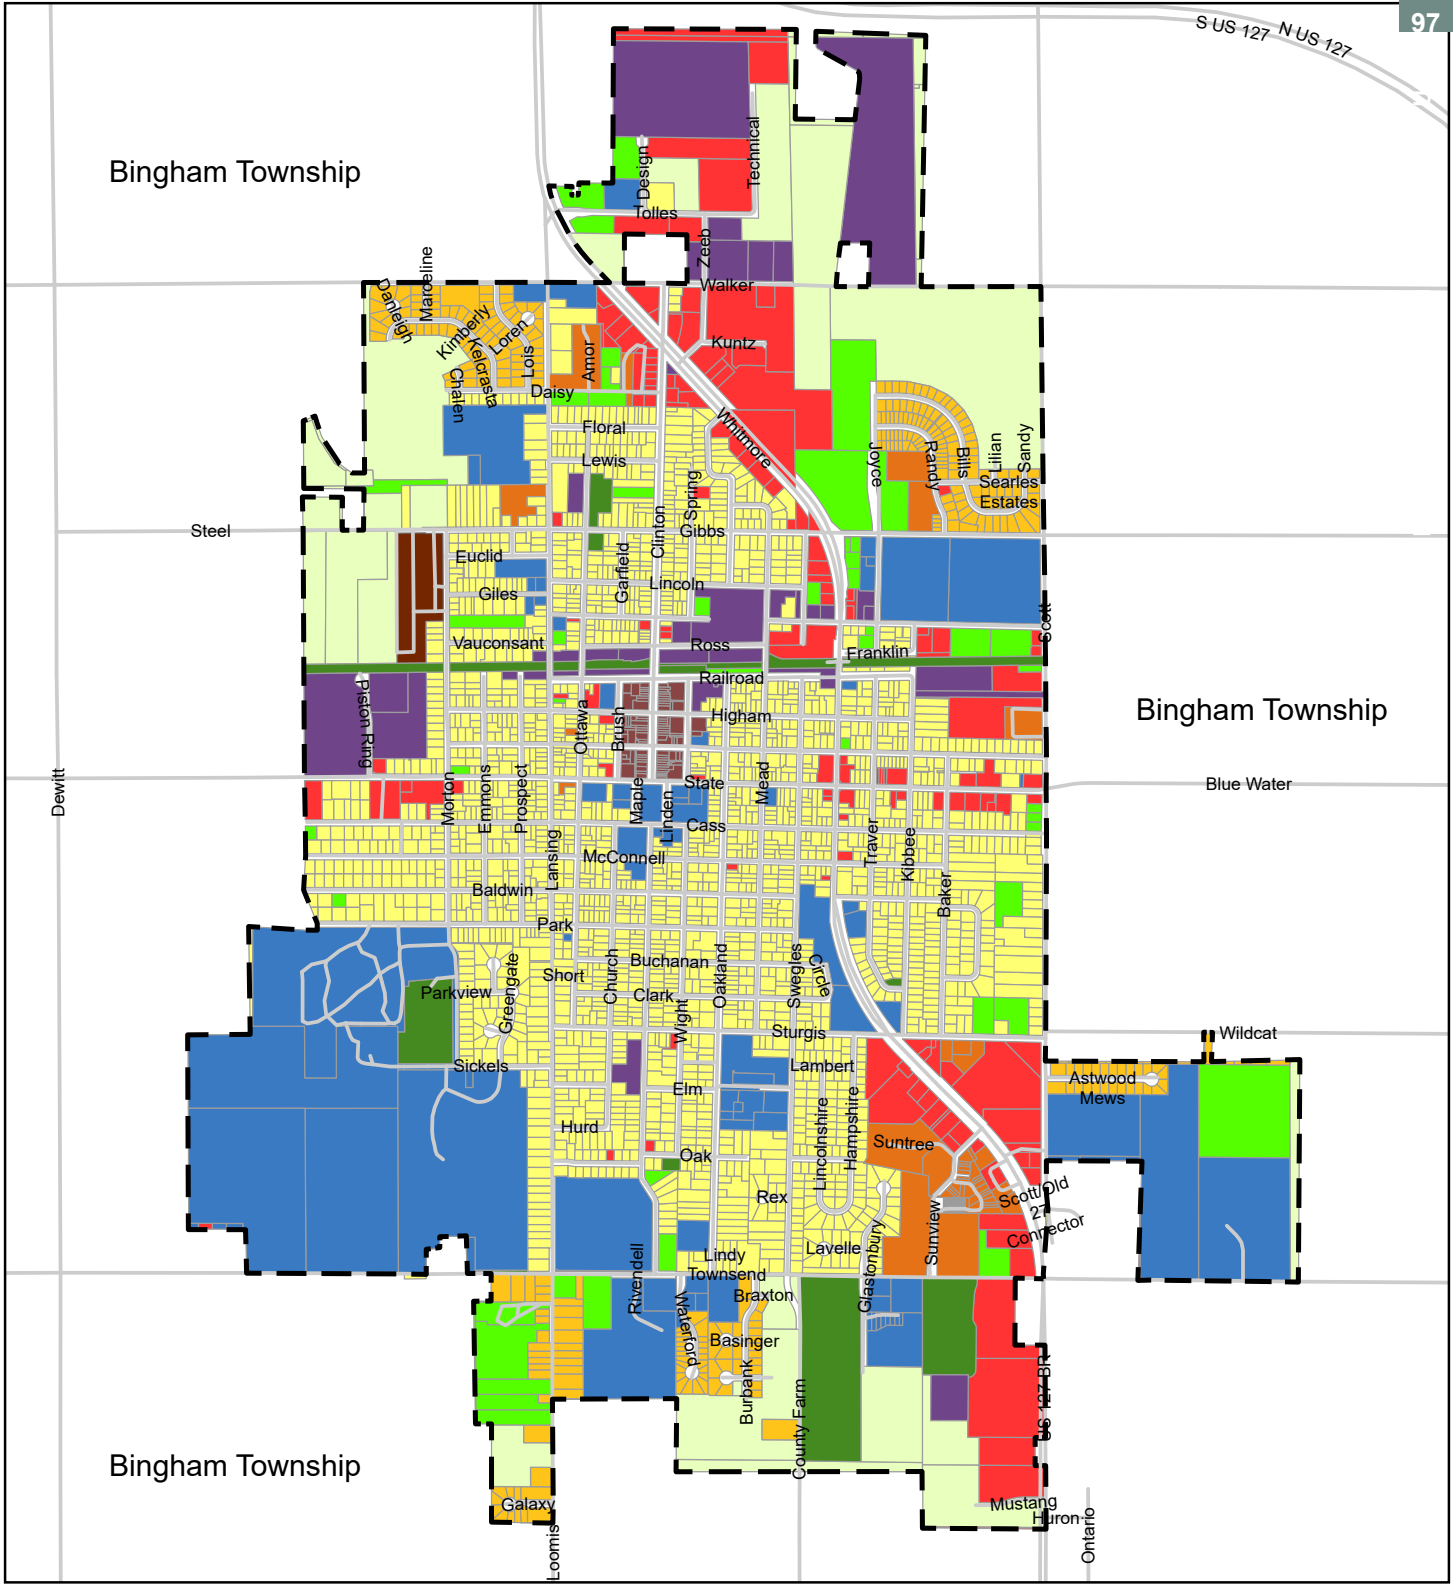 97
S US 127
N US 127
Bingham Township
Technical
Design
Tolles
Zeeb
Marceline
Walker
Danleigh
Kimberly
Loren
Kuntz
Lois
Amor
Kelcrasta
Chalen
Daisy
Whitmore
Floral
Lewis
Joyce
Randy
Bills
Lilian
Sandy
Searles
Estates
Spring
Clinton
Steel
Gibbs
Euclid
Garfield
Lincoln
Giles
Scott
Vauconsant
Ross
Franklin
Railroad
Piston Ring
Ottawa
Brush
Higham
Bingham Township
Dewitt
Morton
Emmons
Prospect
State
Mead
Blue Water
Maple
Linden
Cass
Traver
Kibbee
Lansing
McConnell
Baldwin
Baker
Park
Greengate
Short
Church
Buchanan
Oakland
Swegles
Circle
Parkview
Clark
Wight
Sturgis
Wildcat
Sickels
Lambert
Astwood
Mews
Elm
Lincolnshire
Hampshire
Hurd
Suntree
Oak
Rex
Scott/Old
27
Connector
Sunview
Glastonbury
Lavelle
Rivendell
Lindy
Townsend
Braxton
Waterford
Basinger
Burbank
County Farm
US 127 BR
Bingham Township
Galaxy
Mustang
Huron
Ontario
Loomis